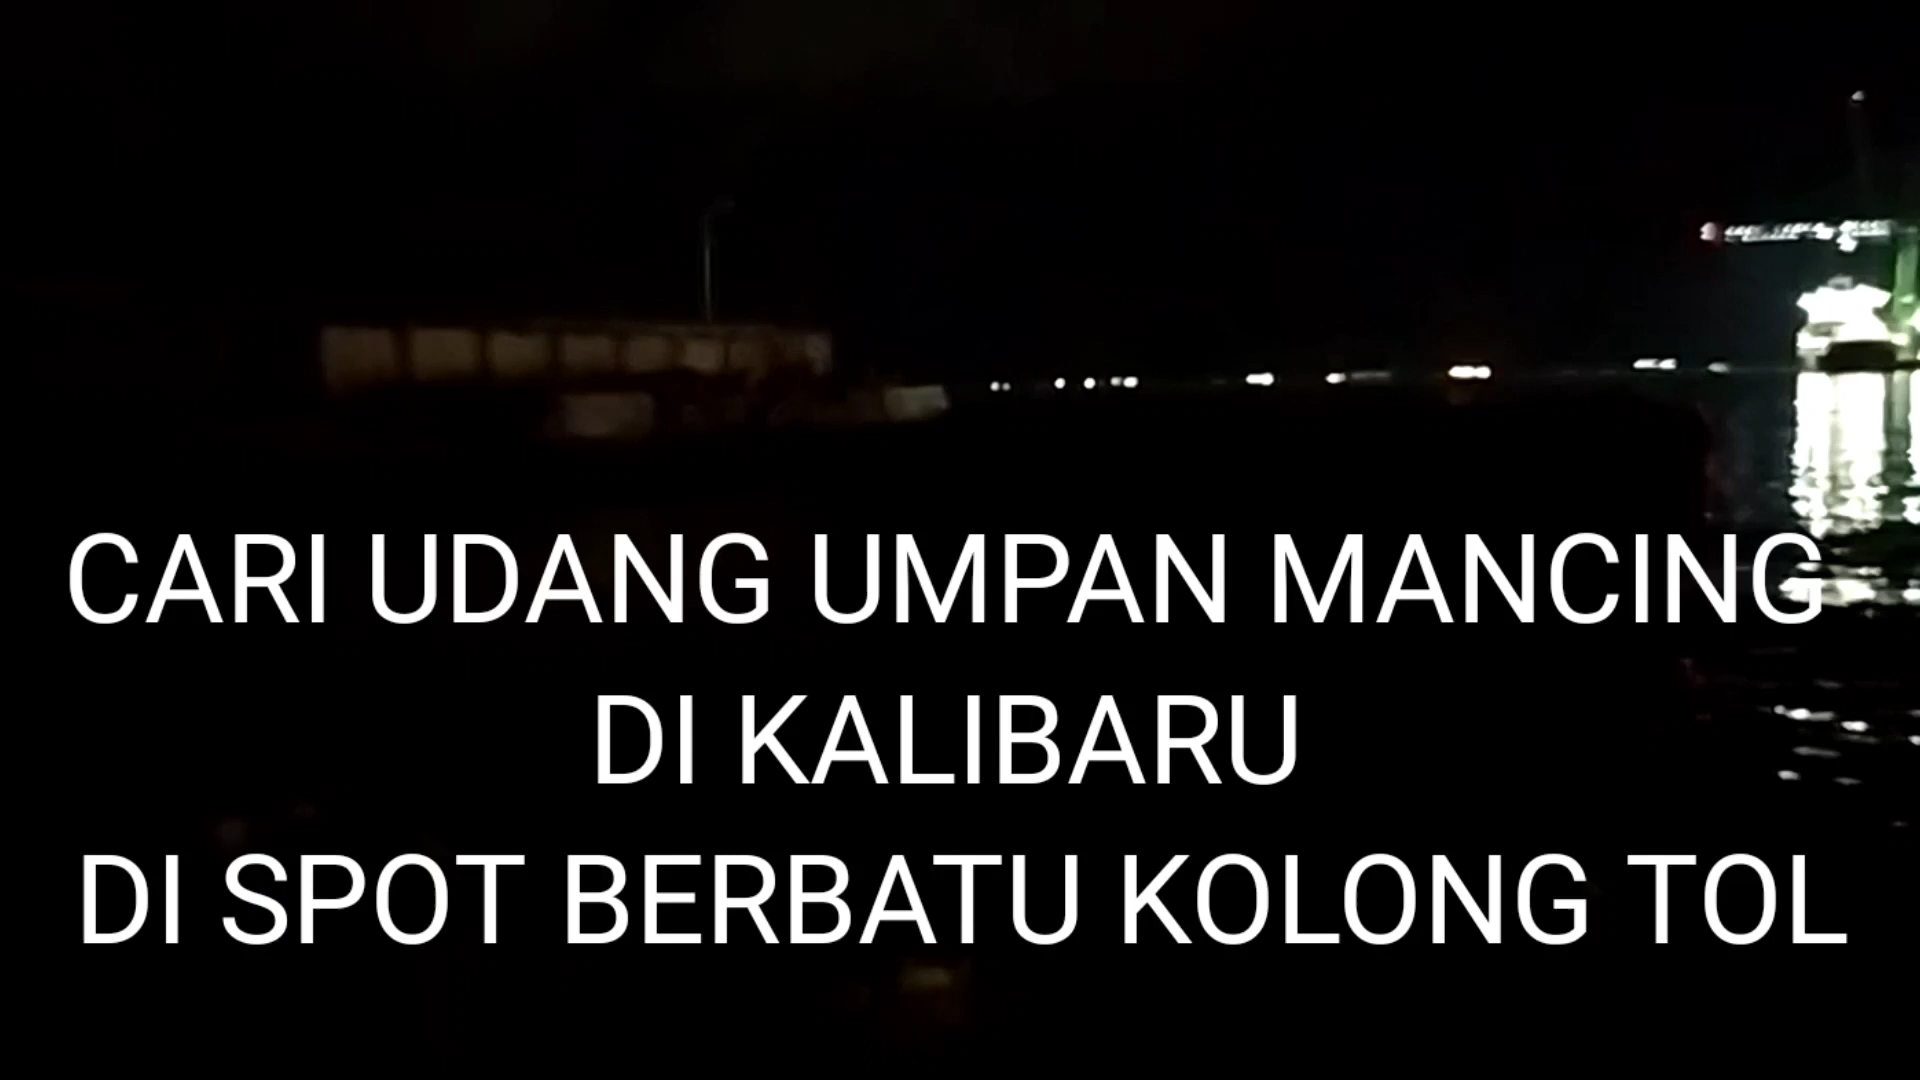 CARI UDANG UMPAN MANCING
DI KALIBARU
DI SPOT BERBATU KOLONG TOL